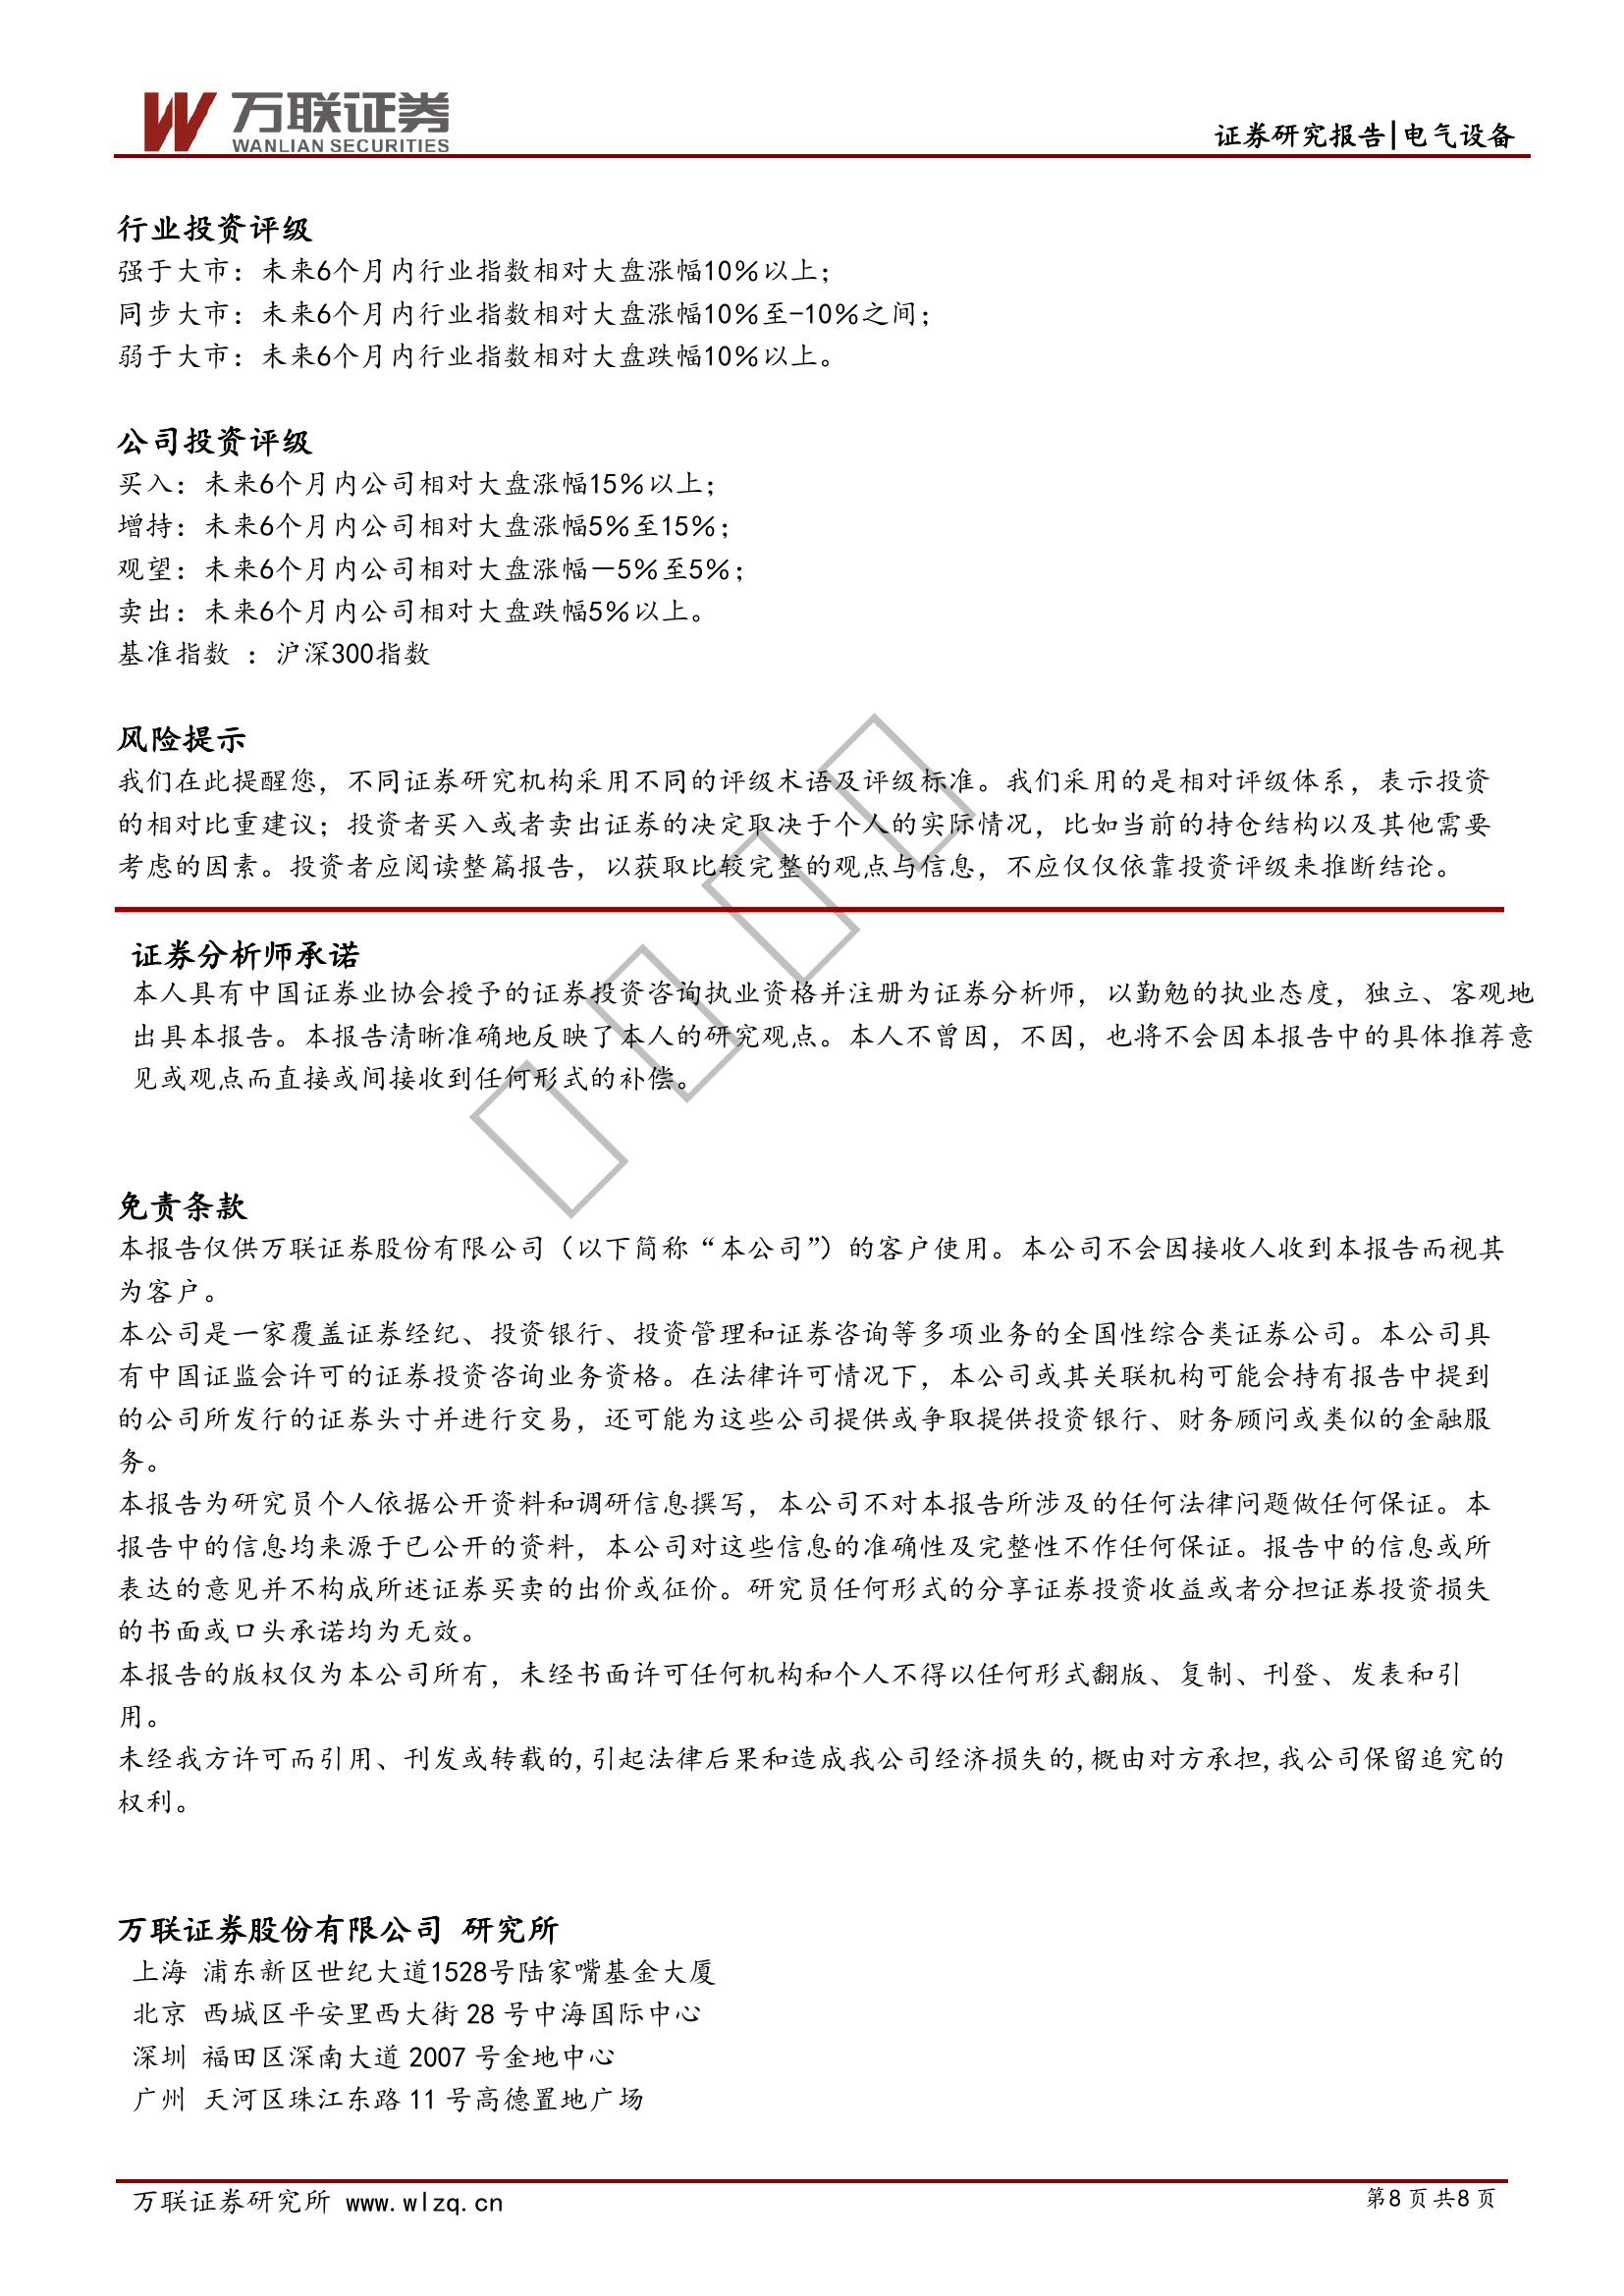 万联证券
WANLIAN SECURITIES
证券研究报告|电气设备
行业投资评级
强于大市：未来6个月内行业指数相对大盘涨幅10％以上；
同步大市：未来6个月内行业指数相对大盘涨幅10％至-10％之间；
弱于大市：未来6个月内行业指数相对大盘跌幅10％以上。
公司投资评级
买入：未来6个月内公司相对大盘涨幅15％以上；
增持：未来6个月内公司相对大盘涨幅5％至15％；
观望：未来6个月内公司相对大盘涨幅－5％至5％；
卖出：未来6个月内公司相对大盘跌幅5％以上。
基准指数 ：沪深300指数
风险提示
我们在此提醒您，不同证券研究机构采用不同的评级术语及评级标准。我们采用的是相对评级体系，表示投资
的相对比重建议；投资者买入或者卖出证券的决定取决于个人的实际情况，比如当前的持仓结构以及其他需要
考虑的因素。投资者应阅读整篇报告，以获取比较完整的观点与信息，不应仅仅依靠投资评级来推断结论。
证券分析师承诺
本人具有中国证券业协会授予的证券投资咨询执业资格并注册为证券分析师，以勤勉的执业态度，独立、客观地
出具本报告。本报告清晰准确地反映了本人的研究观点。本人不曾因，不因，也将不会因本报告中的具体推荐意
见或观点而直接或间接收到任何形式的补偿。
免责条款
本报告仅供万联证券股份有限公司（以下简称“本公司”）的客户使用。本公司不会因接收人收到本报告而视其
为客户。
本公司是一家覆盖证券经纪、投资银行、投资管理和证券咨询等多项业务的全国性综合类证券公司。本公司具
有中国证监会许可的证券投资咨询业务资格。在法律许可情况下，本公司或其关联机构可能会持有报告中提到
的公司所发行的证券头寸并进行交易，还可能为这些公司提供或争取提供投资银行、财务顾问或类似的金融服
务。
本报告为研究员个人依据公开资料和调研信息撰写，本公司不对本报告所涉及的任何法律问题做任何保证。本
报告中的信息均来源于已公开的资料，本公司对这些信息的准确性及完整性不作任何保证。报告中的信息或所
表达的意见并不构成所述证券买卖的出价或征价。研究员任何形式的分享证券投资收益或者分担证券投资损失
的书面或口头承诺均为无效。
本报告的版权仅为本公司所有，未经书面许可任何机构和个人不得以任何形式翻版、复制、刊登、发表和引
用。
未经我方许可而引用、刊发或转载的,引起法律后果和造成我公司经济损失的,概由对方承担,我公司保留追究的
权利。
万联证券股份有限公司 研究所
上海 浦东新区世纪大道1528号陆家嘴基金大厦
北京 西城区平安里西大街 28 号中海国际中心
深圳 福田区深南大道 2007 号金地中心
广州 天河区珠江东路 11 号高德置地广场
万联证券研究所 www.wlzq.cn
第8 页 共8 页